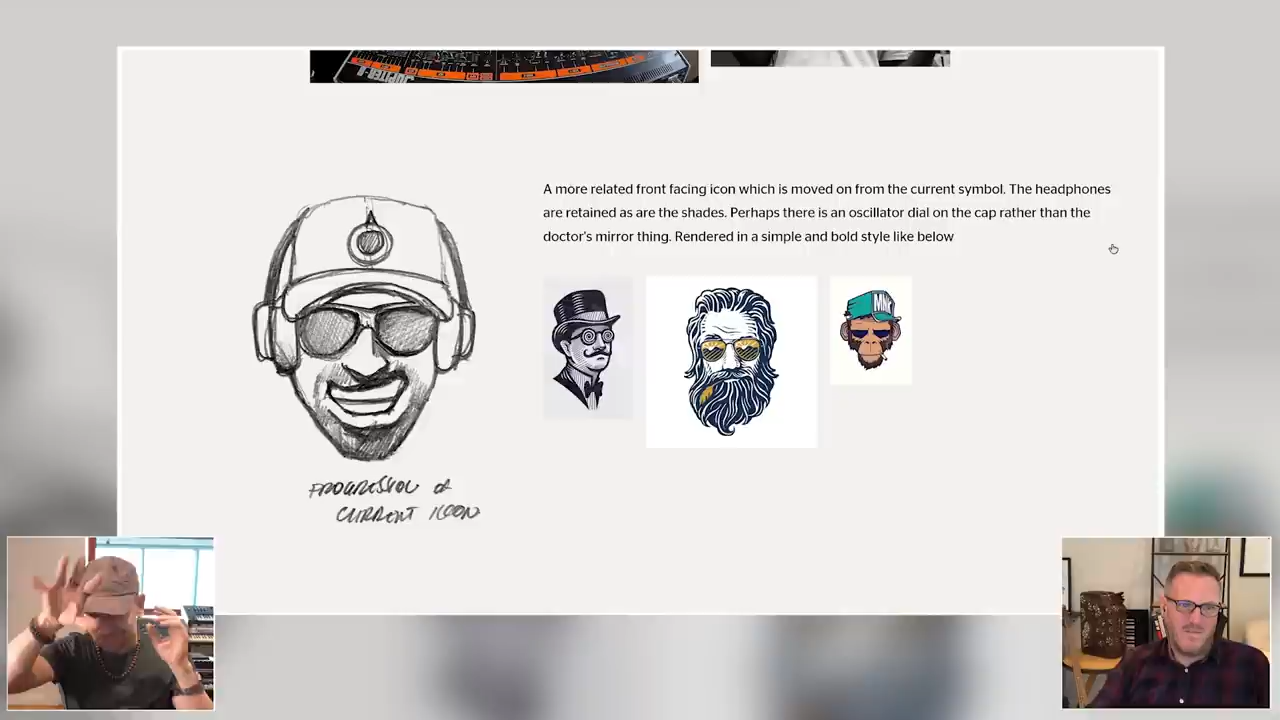 A more related front facing icon which is moved on from the current symbol. The headphones
are retained as are the shades. Perhaps there is an oscillator dial on the cap rather than the
doctor's mirror thing. Rendered in a simple and bold style like below
MNK
PROGRESSION OF
CURRENT ICON